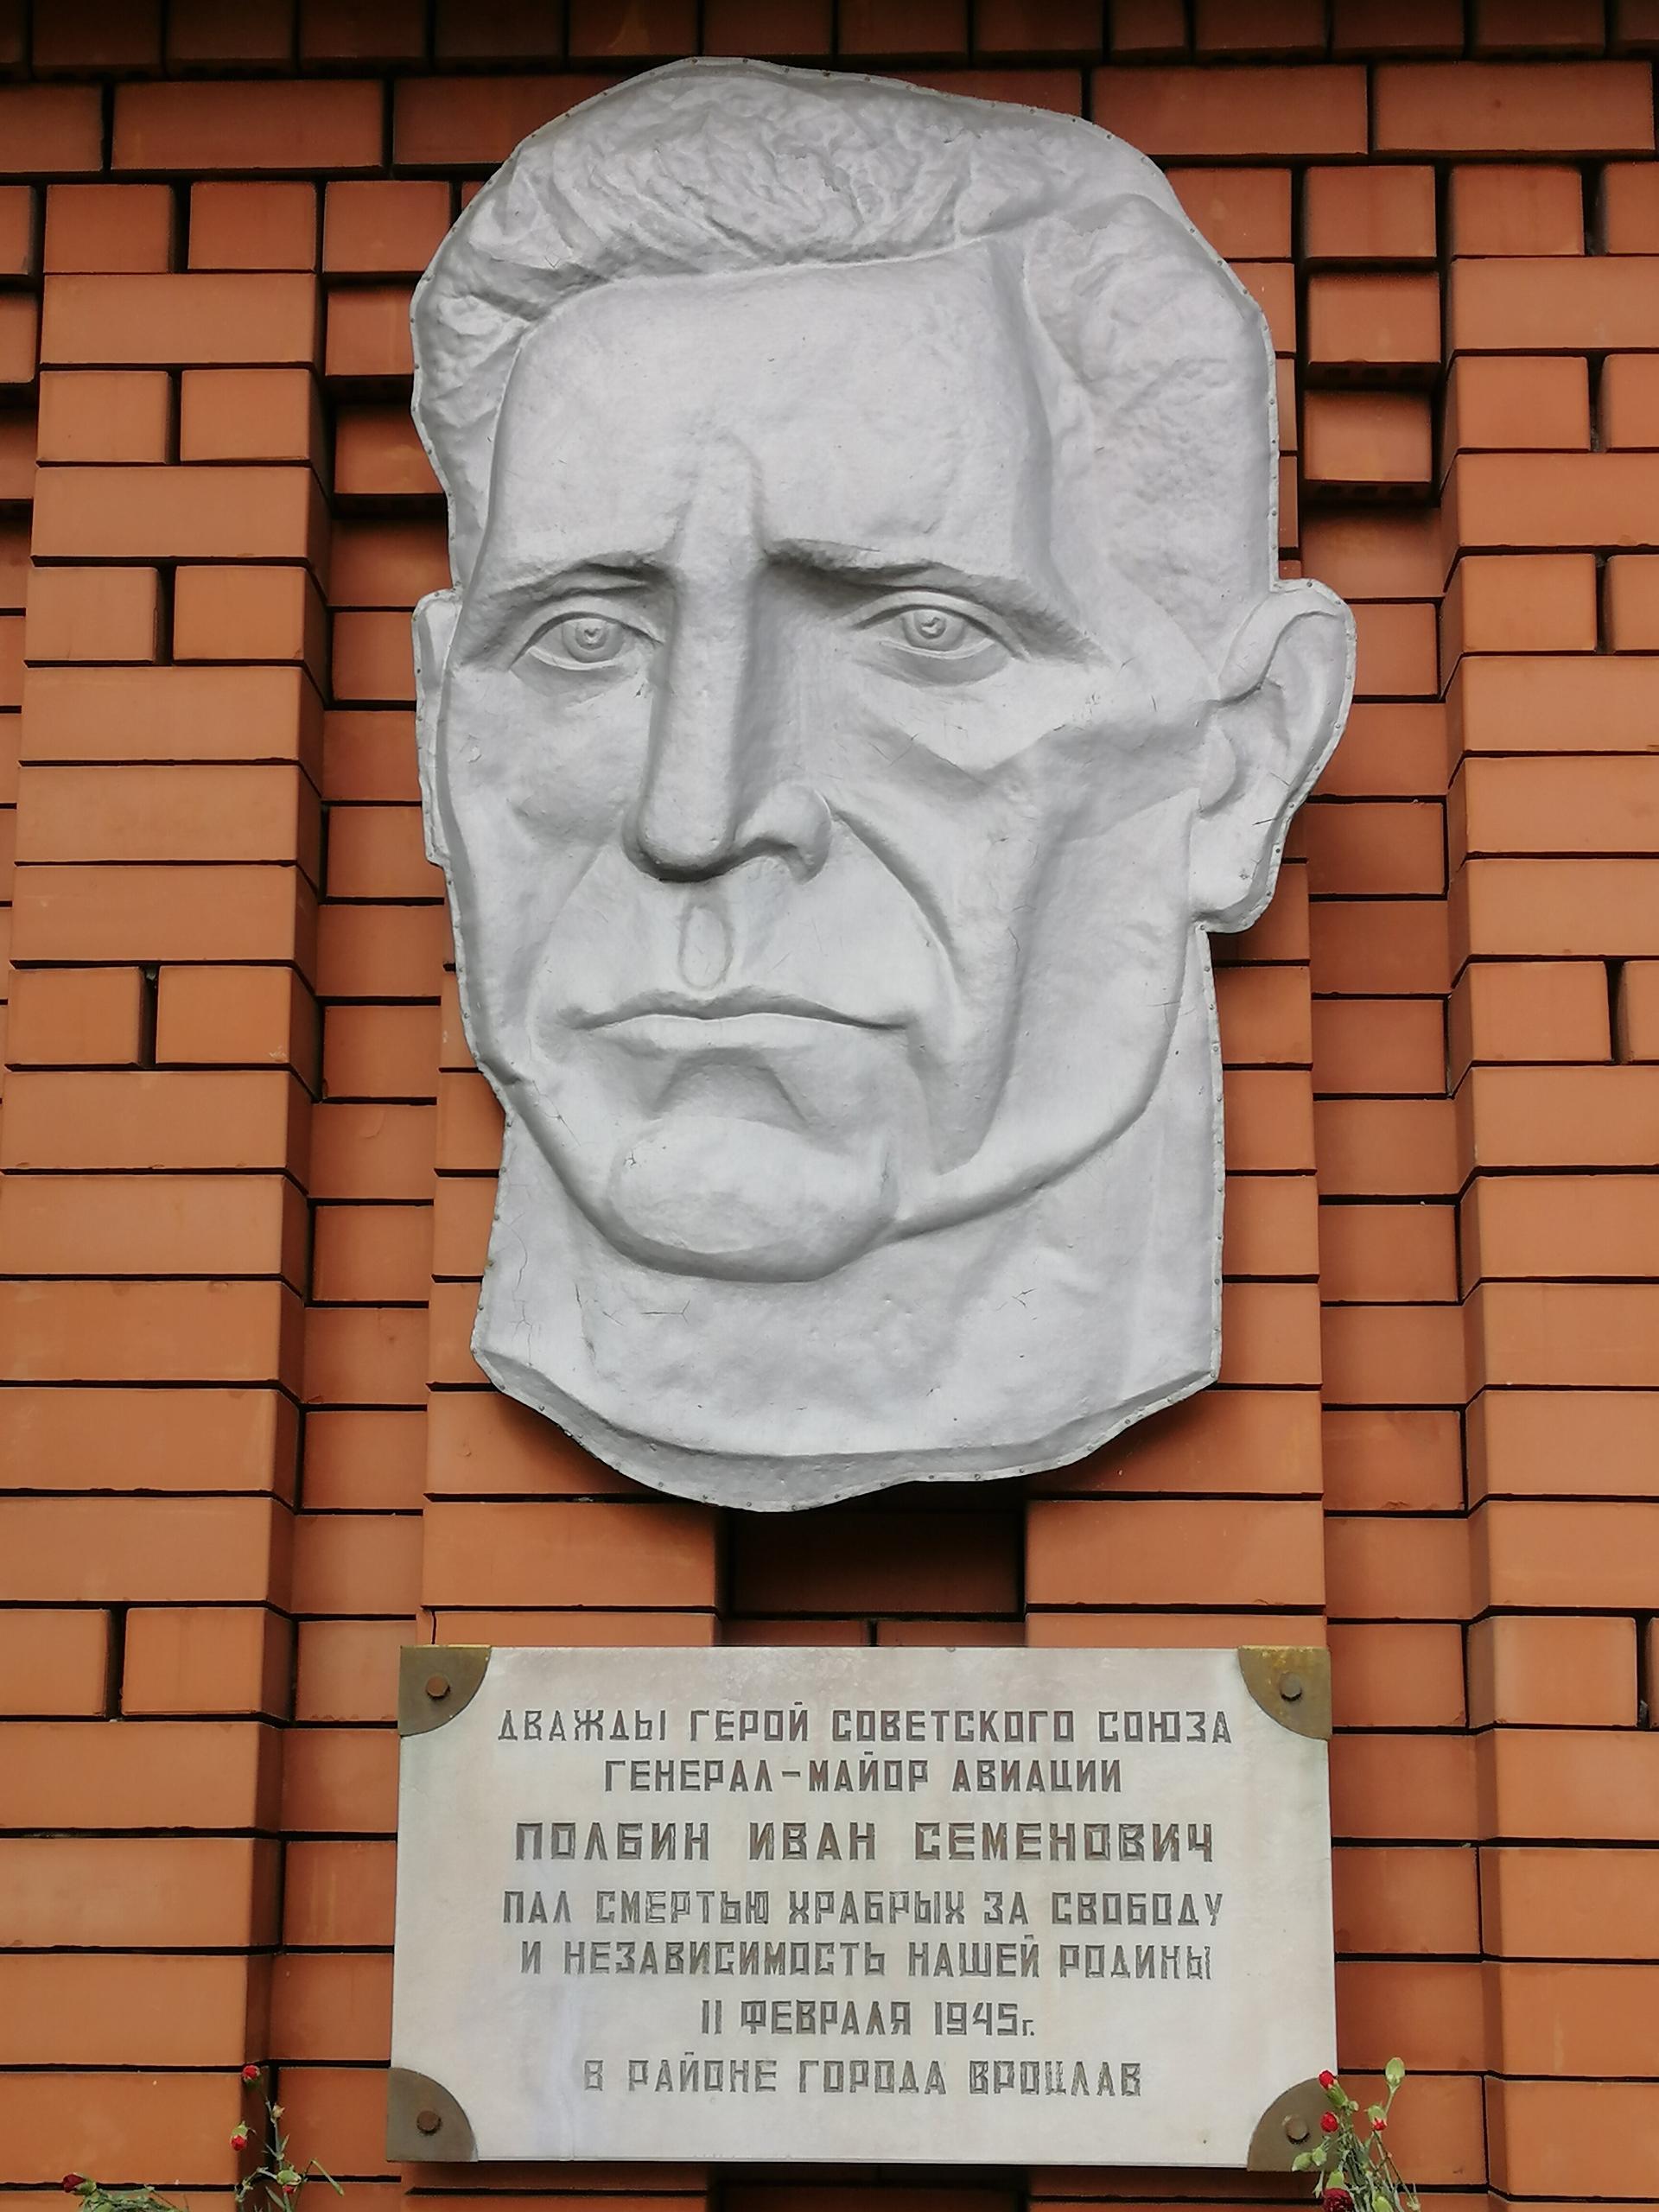 ДВАЖДЫ ГЕРОЙ СОВЕТСКОГО СОЮЗА
ГЕНЕРАЛ-МАЙОР АВИАЦИИ
ПОЛБИН ИВАН СЕМЕНОВИЧ
ПАЛ СМЕРТЬЮ ХРАБРЫХ ЗА СВОБОДУ
И НЕЗАВИСИМОСТЬ НАШЕЙ РОДИНЫ
11 ФЕВРАЛЯ 1945г.
В РАЙОНЕ ГОРОДА ВРОЦЛАВ